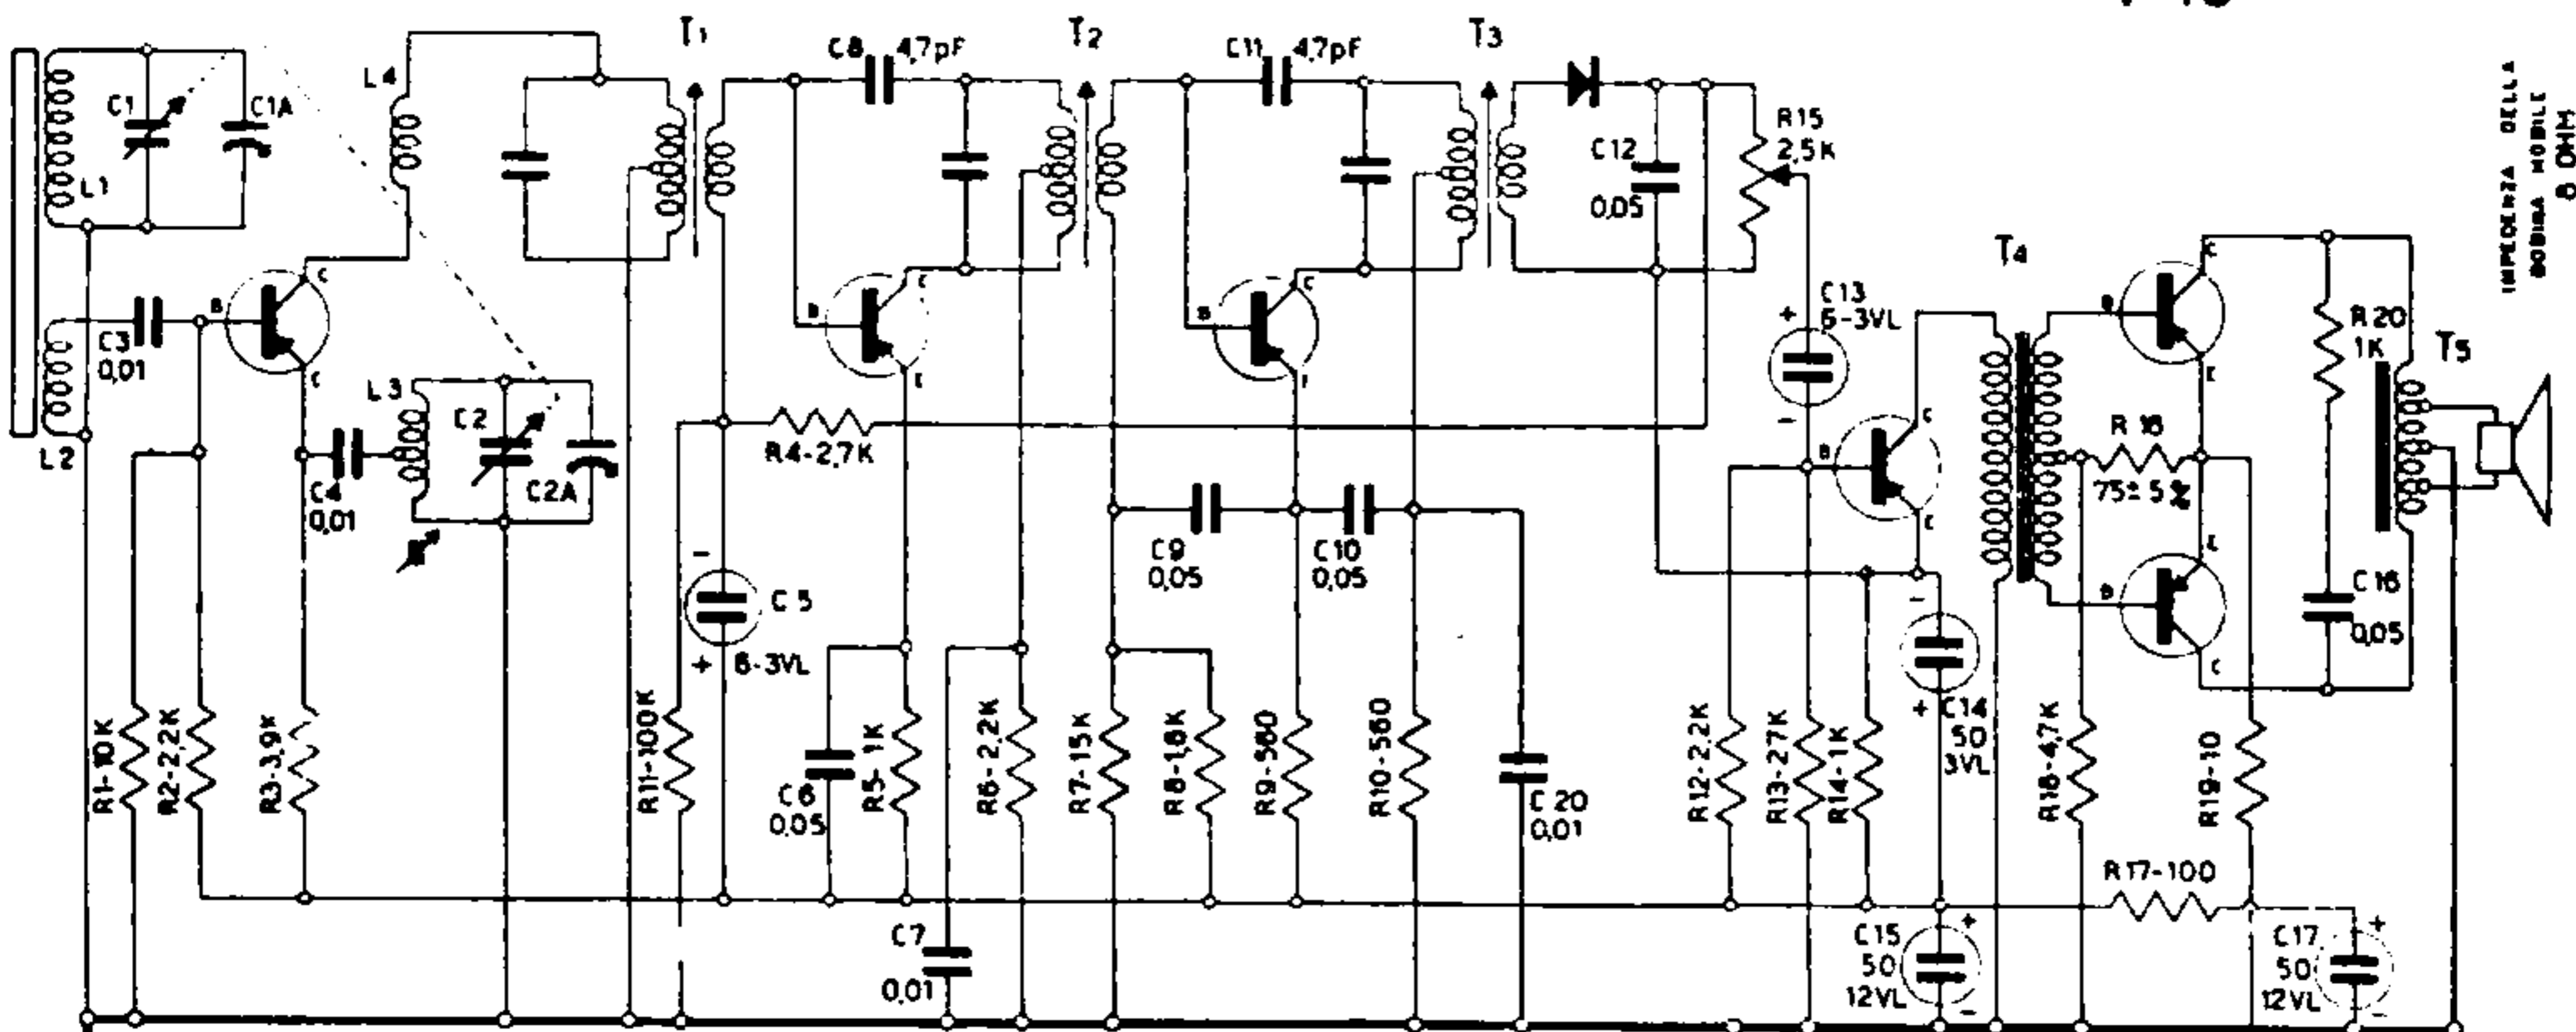 T1
C8 4,7pF
T2
C11 4,7pF
T3
L4
C1
C1A
L1
R15
2,5K
C12
0,05
IMPEDENZA DELLA
BOBINA MOBILE
8 OHM
T4
C
B
C3
0,01
C
B
C
B
C
C13
6-3VL
+
-
C
B
E
R20
1K
T5
L2
L3
C2
C4
0,01
C2A
E
R4-2,7K
B
C
E
R18
75±5%
C9
0,05
C10
0,05
E
B
C
C5
-
+ 6-3VL
C16
0,05
-
+ C14
50
3VL
R1-10K
R2-2,2K
R3-3,9K
R11-100K
C6
0,05
R5-1K
R6-2,2K
R7-15K
R8-1,6K
R9-560
R10-560
C20
0,01
R12-2,2K
R13-27K
R14-1K
R16-4,7K
R19-10
R17-100
C7
0,01
C15
50
12VL
+
-
C17
50
12VL
+
-